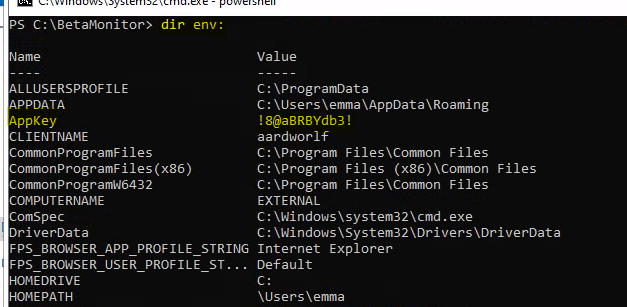 C:\Windows\System32\cmd.exe - powershell
PS C:\BetaMonitor> dir env:
Name Value
---- -----
ALLUSERSPROFILE C:\ProgramData
APPDATA C:\Users\emma\AppData\Roaming
AppKey !8@aBRBYdb3!
CLIENTNAME aardworlf
CommonProgramFiles C:\Program Files\Common Files
CommonProgramFiles(x86) C:\Program Files (x86)\Common Files
CommonProgramW6432 C:\Program Files\Common Files
COMPUTERNAME EXTERNAL
ComSpec C:\Windows\system32\cmd.exe
DriverData C:\Windows\System32\Drivers\DriverData
FPS_BROWSER_APP_PROFILE_STRING Internet Explorer
FPS_BROWSER_USER_PROFILE_ST... Default
HOMEDRIVE C:
HOMEPATH \Users\emma